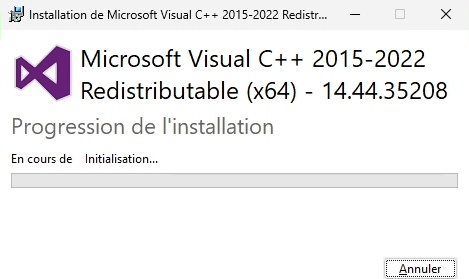 Installation de Microsoft Visual C++ 2015-2022 Redistr...
Microsoft Visual C++ 2015-2022
Redistributable (x64) - 14.44.35208
Progression de l'installation
En cours de Initialisation...
Annuler